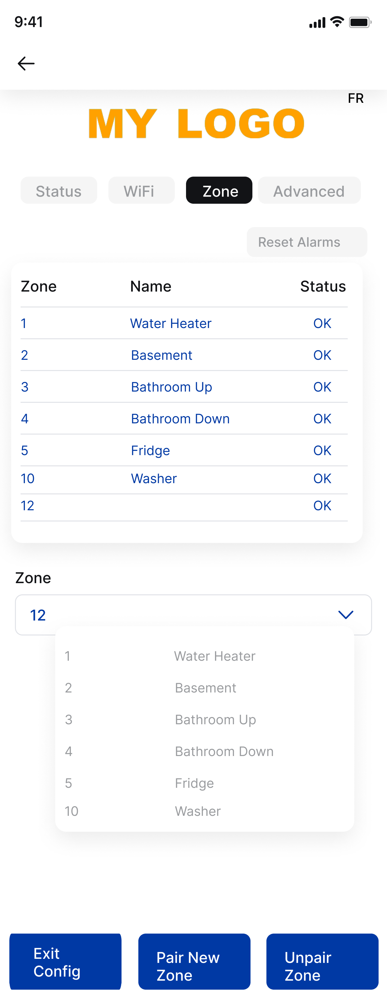 9:41
FR
MY LOGO
Status WiFi Zone Advanced
Reset Alarms
Zone Name Status
1 Water Heater OK
2 Basement OK
3 Bathroom Up OK
4 Bathroom Down OK
5 Fridge OK
10 Washer OK
12 OK
Zone
12
1 Water Heater
2 Basement
3 Bathroom Up
4 Bathroom Down
5 Fridge
10 Washer
Exit
Config
Pair New
Zone
Unpair
Zone